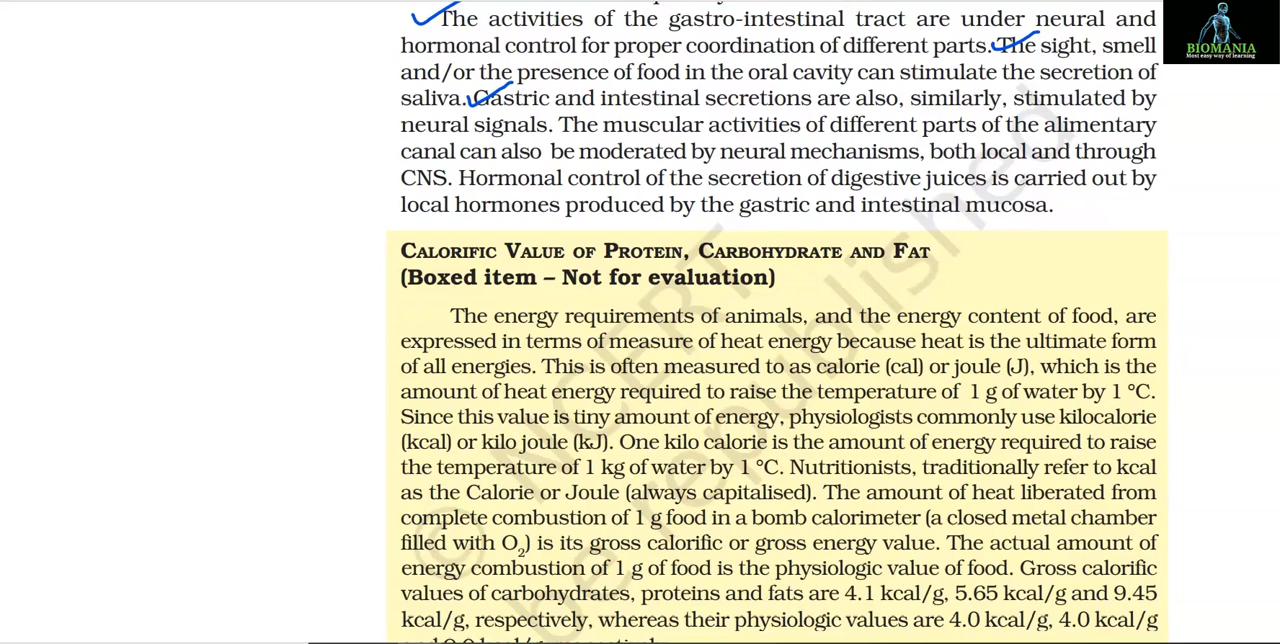 The activities of the gastro-intestinal tract are under neural and
hormonal control for proper coordination of different parts. The sight, smell
and/or the presence of food in the oral cavity can stimulate the secretion of
saliva. Gastric and intestinal secretions are also, similarly, stimulated by
neural signals. The muscular activities of different parts of the alimentary
canal can also be moderated by neural mechanisms, both local and through
CNS. Hormonal control of the secretion of digestive juices is carried out by
local hormones produced by the gastric and intestinal mucosa.
CALORIFIC VALUE OF PROTEIN, CARBOHYDRATE AND FAT
(Boxed item – Not for evaluation)
The energy requirements of animals, and the energy content of food, are
expressed in terms of measure of heat energy because heat is the ultimate form
of all energies. This is often measured to as calorie (cal) or joule (J), which is the
amount of heat energy required to raise the temperature of 1 g of water by 1 °C.
Since this value is tiny amount of energy, physiologists commonly use kilocalorie
(kcal) or kilo joule (kJ). One kilo calorie is the amount of energy required to raise
the temperature of 1 kg of water by 1 °C. Nutritionists, traditionally refer to kcal
as the Calorie or Joule (always capitalised). The amount of heat liberated from
complete combustion of 1 g food in a bomb calorimeter (a closed metal chamber
filled with O₂) is its gross calorific or gross energy value. The actual amount of
energy combustion of 1 g of food is the physiologic value of food. Gross calorific
values of carbohydrates, proteins and fats are 4.1 kcal/g, 5.65 kcal/g and 9.45
kcal/g, respectively, whereas their physiologic values are 4.0 kcal/g, 4.0 kcal/g
BIOMANIA
Most easy way of learning
© NCERT
be republished